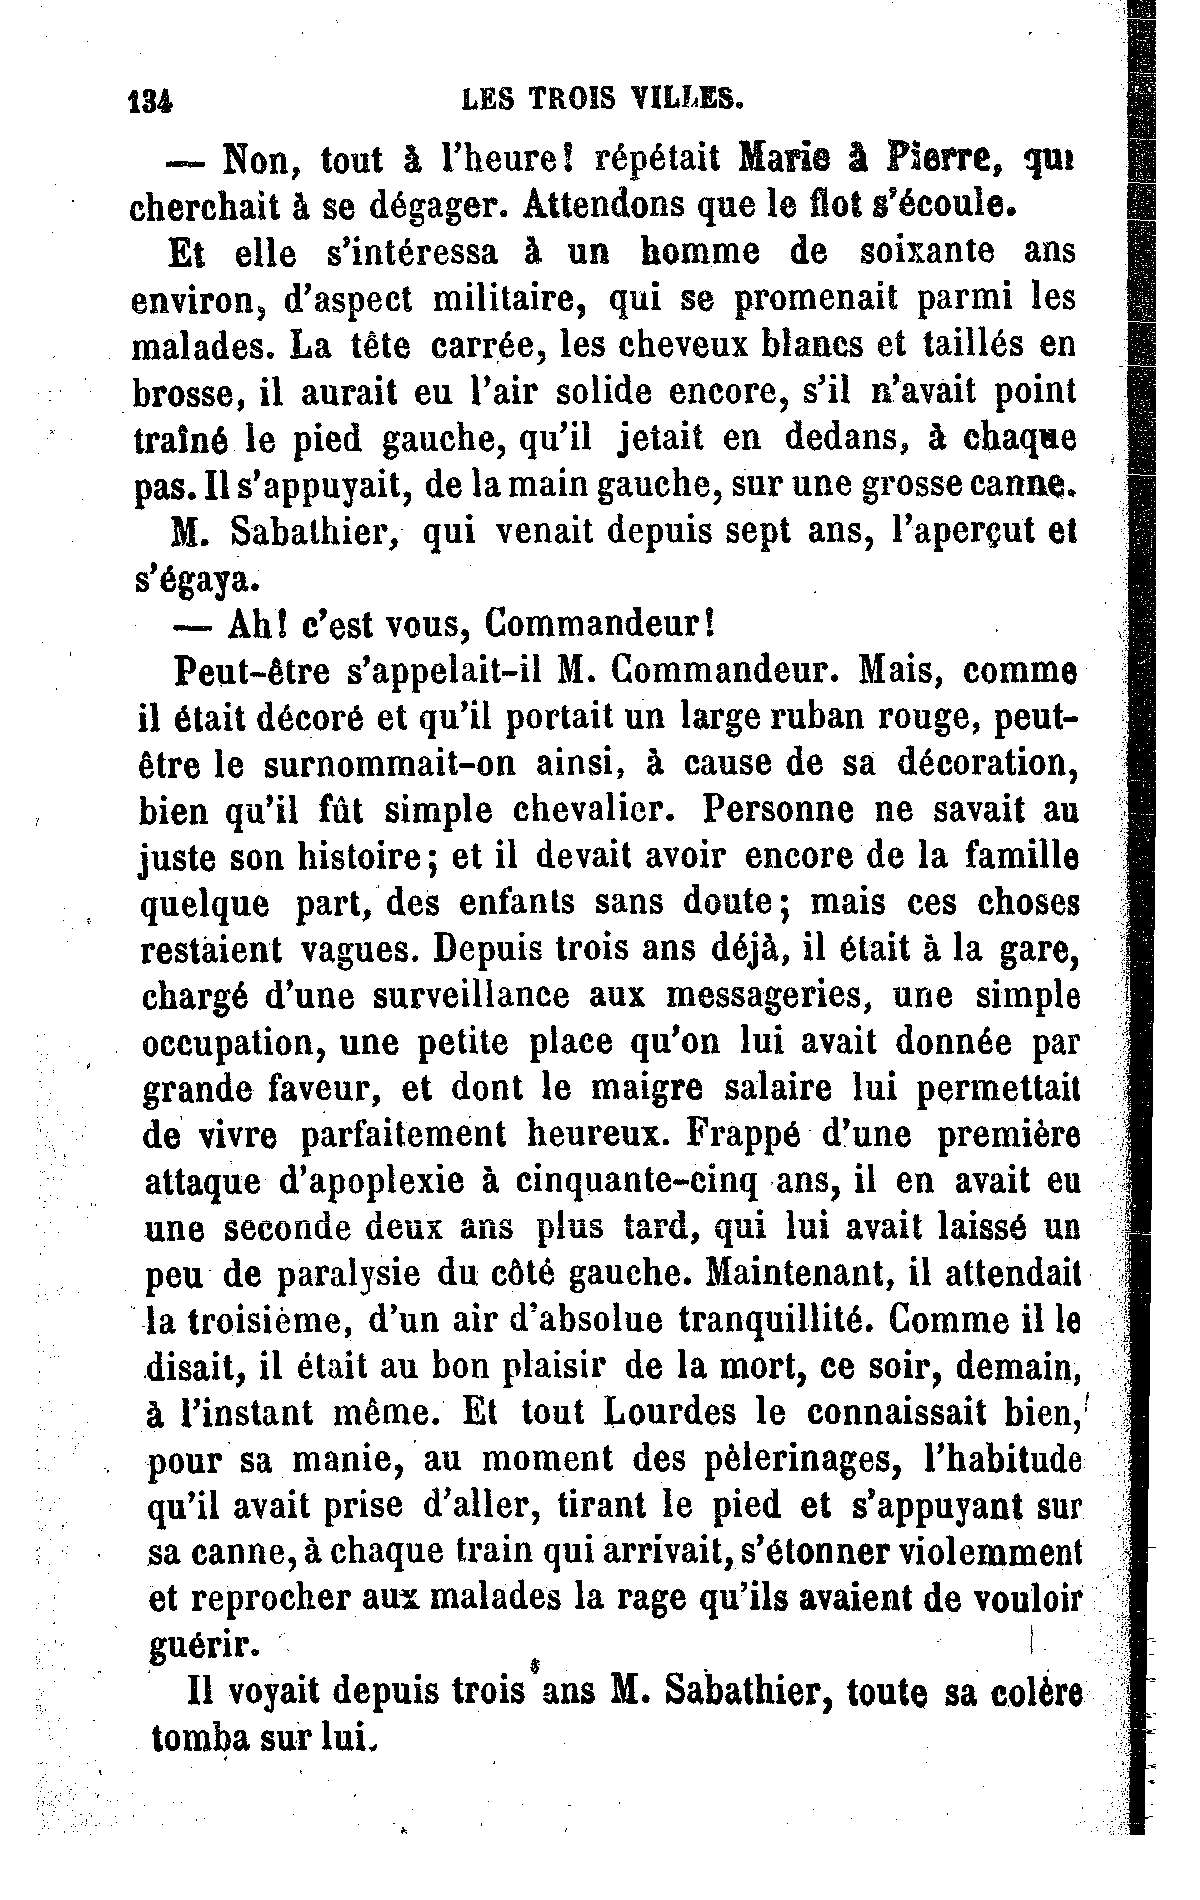 134 LES TROIS VILLES.
— Non, tout à l'heure! répétait Marie à Pierre, qui
cherchait à se dégager. Attendons que le flot s'écoule.
Et elle s'intéressa à un homme de soixante ans
environ, d'aspect militaire, qui se promenait parmi les
malades. La tête carrée, les cheveux blancs et taillés en
brosse, il aurait eu l'air solide encore, s'il n'avait point
traîné le pied gauche, qu'il jetait en dedans, à chaque
pas. Il s'appuyait, de la main gauche, sur une grosse canne.
M. Sabathier, qui venait depuis sept ans, l'aperçut et
s'égaya.
— Ah! c'est vous, Commandeur!
Peut-être s'appelait-il M. Commandeur. Mais, comme
il était décoré et qu'il portait un large ruban rouge, peut-
être le surnommait-on ainsi, à cause de sa décoration,
bien qu'il fût simple chevalier. Personne ne savait au
juste son histoire; et il devait avoir encore de la famille
quelque part, des enfants sans doute; mais ces choses
restaient vagues. Depuis trois ans déjà, il était à la gare,
chargé d'une surveillance aux messageries, une simple
occupation, une petite place qu'on lui avait donnée par
grande faveur, et dont le maigre salaire lui permettait
de vivre parfaitement heureux. Frappé d'une première
attaque d'apoplexie à cinquante-cinq ans, il en avait eu
une seconde deux ans plus tard, qui lui avait laissé un
peu de paralysie du côté gauche. Maintenant, il attendait
la troisième, d'un air d'absolue tranquillité. Comme il le
disait, il était au bon plaisir de la mort, ce soir, demain,
à l'instant même. Et tout Lourdes le connaissait bien,
pour sa manie, au moment des pèlerinages, l'habitude
qu'il avait prise d'aller, tirant le pied et s'appuyant sur
sa canne, à chaque train qui arrivait, s'étonner violemment
et reprocher aux malades la rage qu'ils avaient de vouloir
guérir.
Il voyait depuis trois ans M. Sabathier, toute sa colère
tomba sur lui.